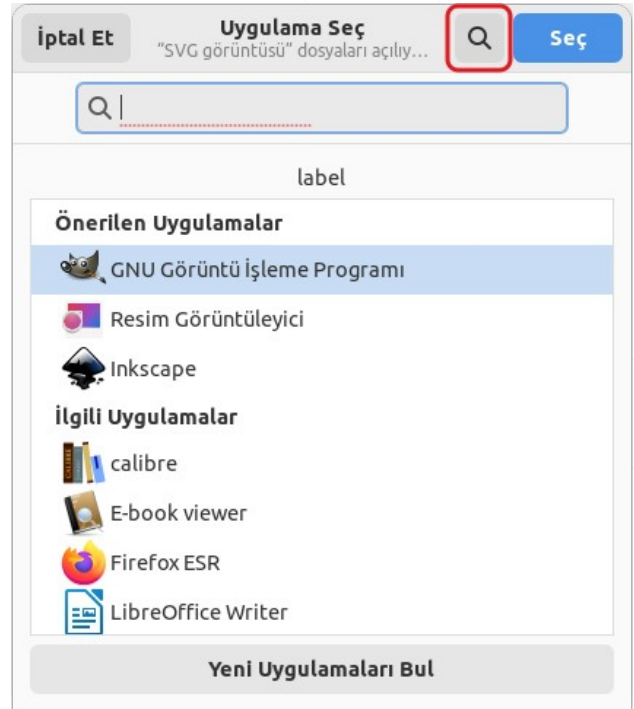 İptal Et
Uygulama Seç
"SVG görüntüsü" dosyaları açılıy...
Seç
label
Önerilen Uygulamalar
GNU Görüntü İşleme Programı
Resim Görüntüleyici
Inkscape
İlgili Uygulamalar
calibre
E-book viewer
Firefox ESR
LibreOffice Writer
Yeni Uygulamaları Bul